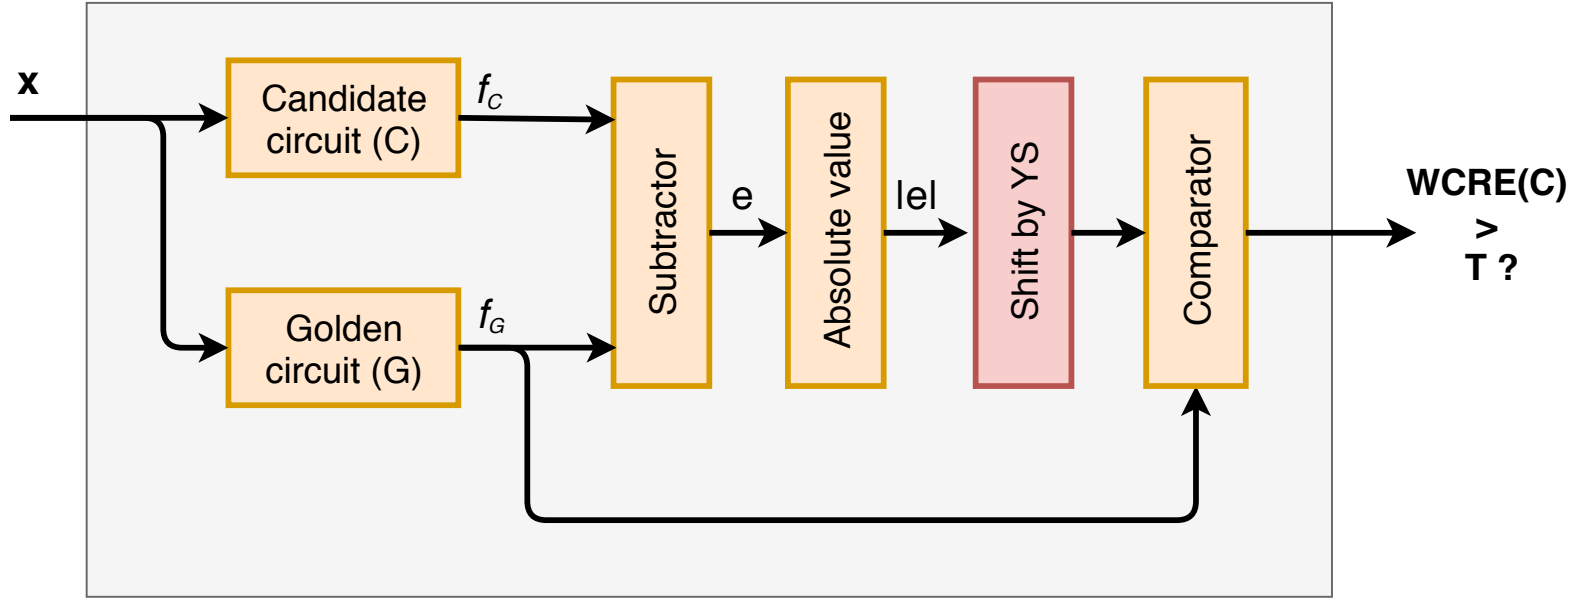 x
Candidate
circuit (C)
f_C
Golden
circuit (G)
f_G
Subtractor
e
Absolute value
|e|
Shift by YS
Comparator
WCRE(C)
>
T ?